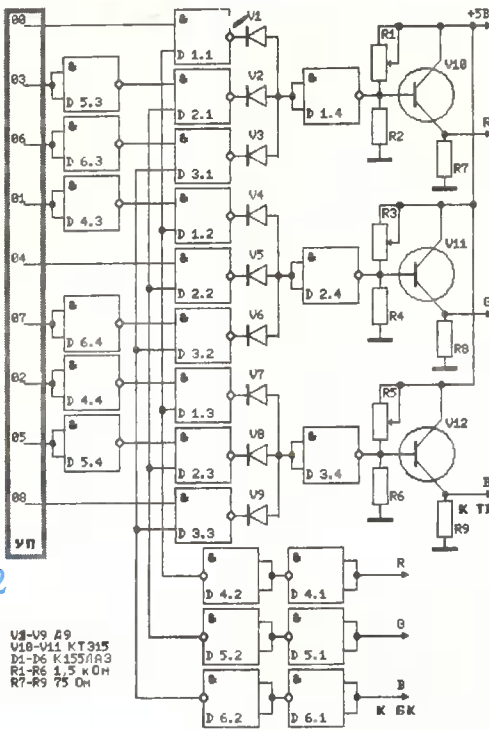 00
&
D 1.1
V1
+5В
R1
V10
03
D 5.3
&
D 2.1
V2
&
D 1.4
R2
R
R7
06
&
D 6.3
&
D 3.1
V3
01
&
D 4.3
&
D 1.2
V4
R3
V11
04
&
D 2.2
V5
&
D 2.4
R4
G
R8
07
&
D 6.4
&
D 3.2
V6
02
&
D 4.4
&
D 1.3
V7
R5
V12
05
&
D 5.4
&
D 2.3
V8
&
D 3.4
R6
B
08
&
D 3.3
V9
R9
УП
&
D 4.2
&
D 4.1
R
&
D 5.2
&
D 5.1
G
&
D 6.2
&
D 6.1
B
К БК
V1-V9 Д9
V10-V11 КТ315
D1-D6 К155ЛА3
R1-R6 1,5 кОм
R7-R9 75 Ом